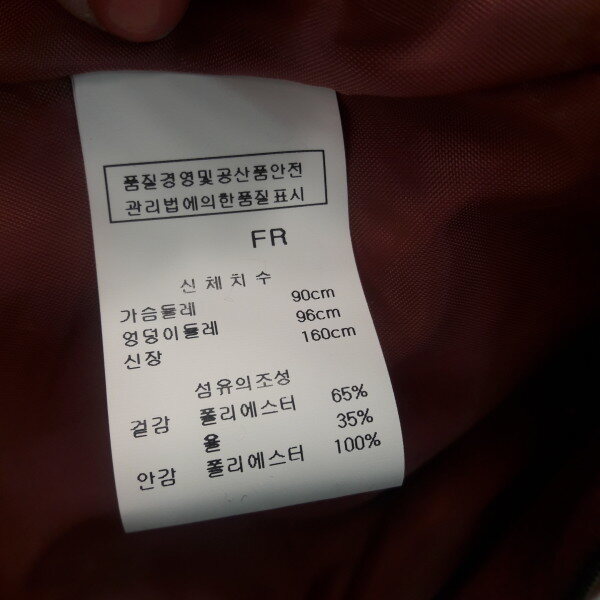 품질경영및공산품안전
관리법에의한품질표시
FR
신체치수
가슴둘레 90cm
엉덩이둘레 96cm
신장 160cm
섬유의조성
겉감 폴리에스터 65%
울 35%
안감 폴리에스터 100%